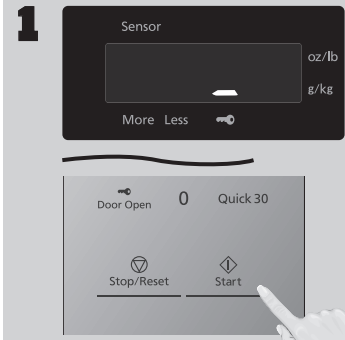 1
Sensor
oz/lb
g/kg
More Less
Door Open 0 Quick 30
Stop/Reset Start